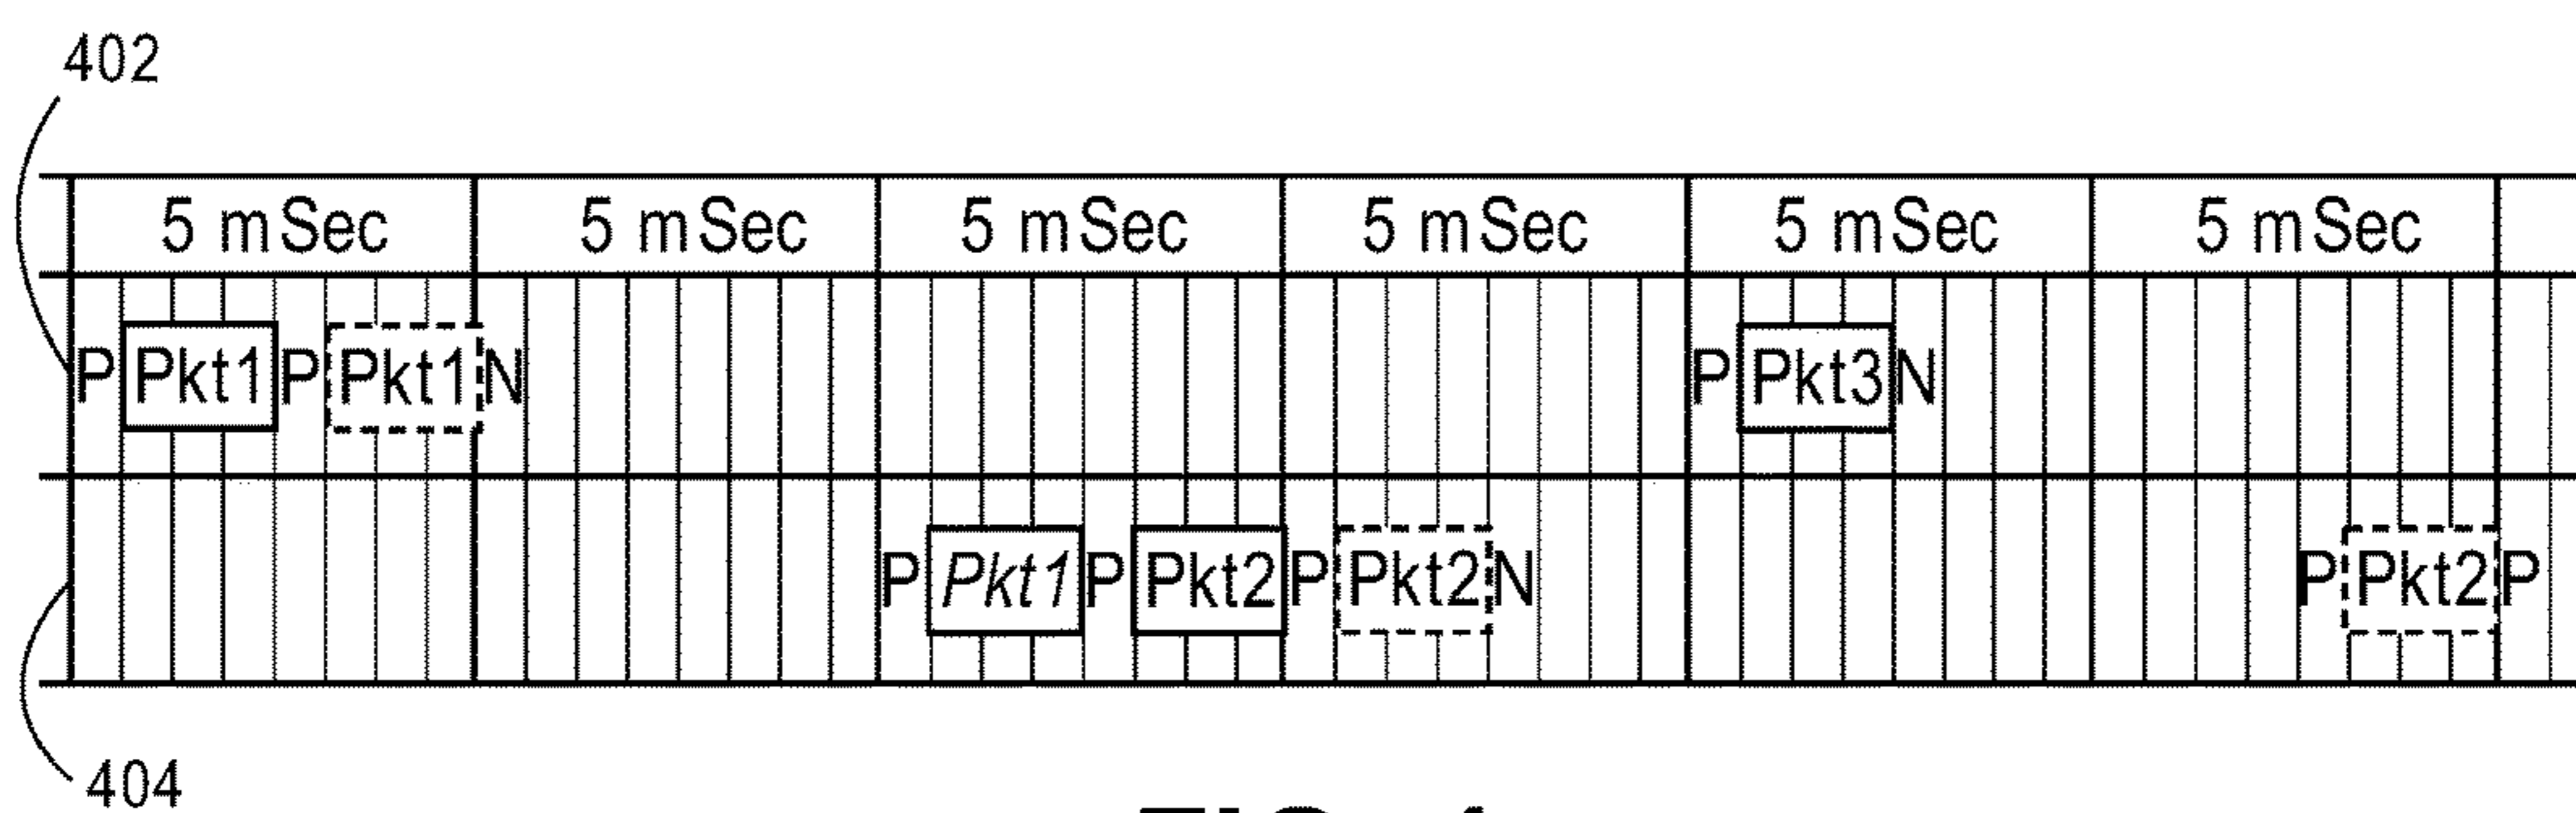 402
5 mSec 5 mSec 5 mSec 5 mSec 5 mSec 5 mSec
P Pkt1 P Pkt1 N P Pkt3 N
P Pkt1 P Pkt2 P Pkt2 N P Pkt2 P
404